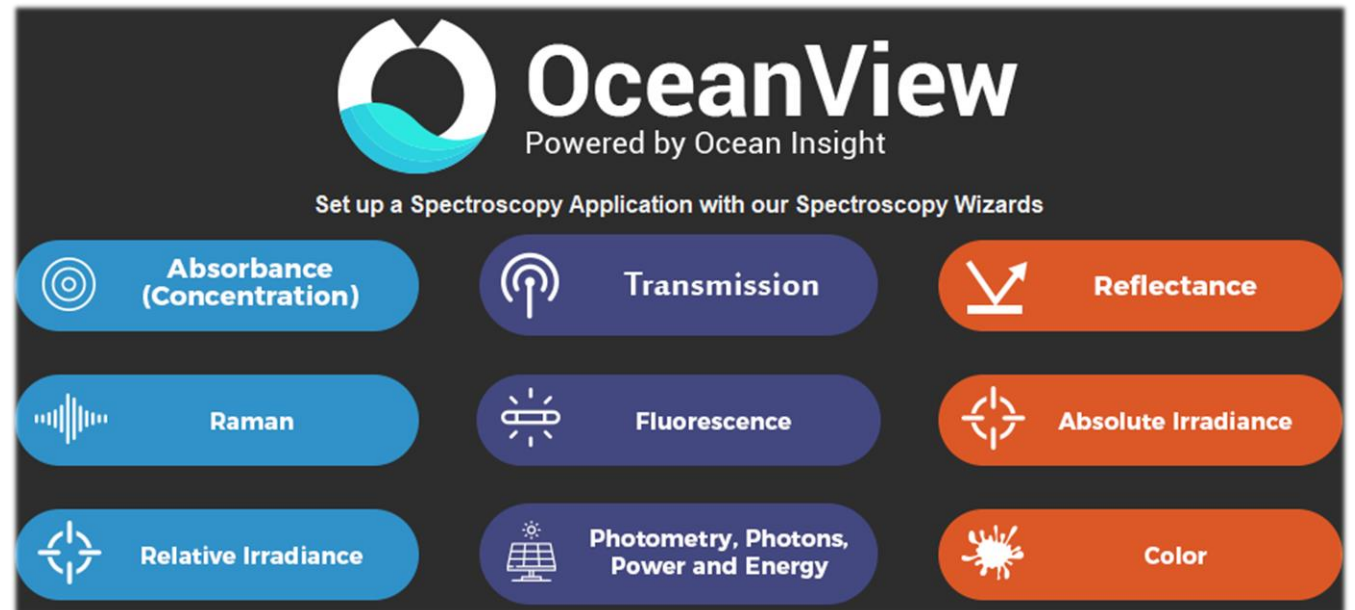 OceanView
Powered by Ocean Insight
Set up a Spectroscopy Application with our Spectroscopy Wizards
Absorbance
(Concentration)
Transmission
Reflectance
Raman
Fluorescence
Absolute Irradiance
Relative Irradiance
Photometry, Photons,
Power and Energy
Color